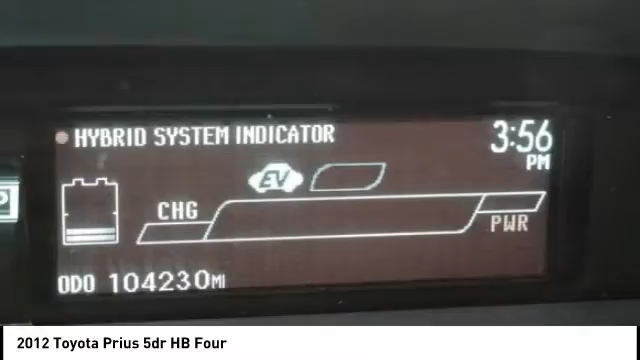 HYBRID SYSTEM INDICATOR
3:56
PM
EV
CHG
PWR
P
ODO 104230MI
2012 Toyota Prius 5dr HB Four